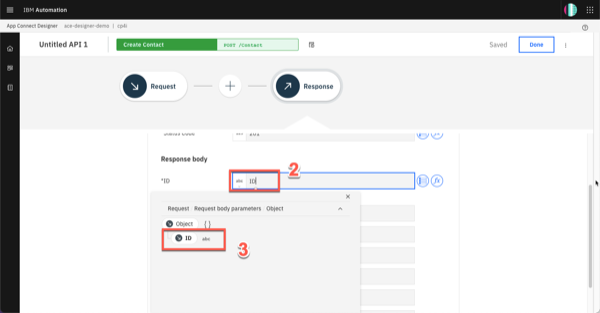 IBM Automation
App Connect Designer ace-designer-demo | cp4i
Untitled API 1
Create Contact
POST /Contact
Saved
Done
Request
Response
Status Code
201
Response body
*ID
abc
ID
2
Request Request body parameters Object
Object { }
ID abc
3